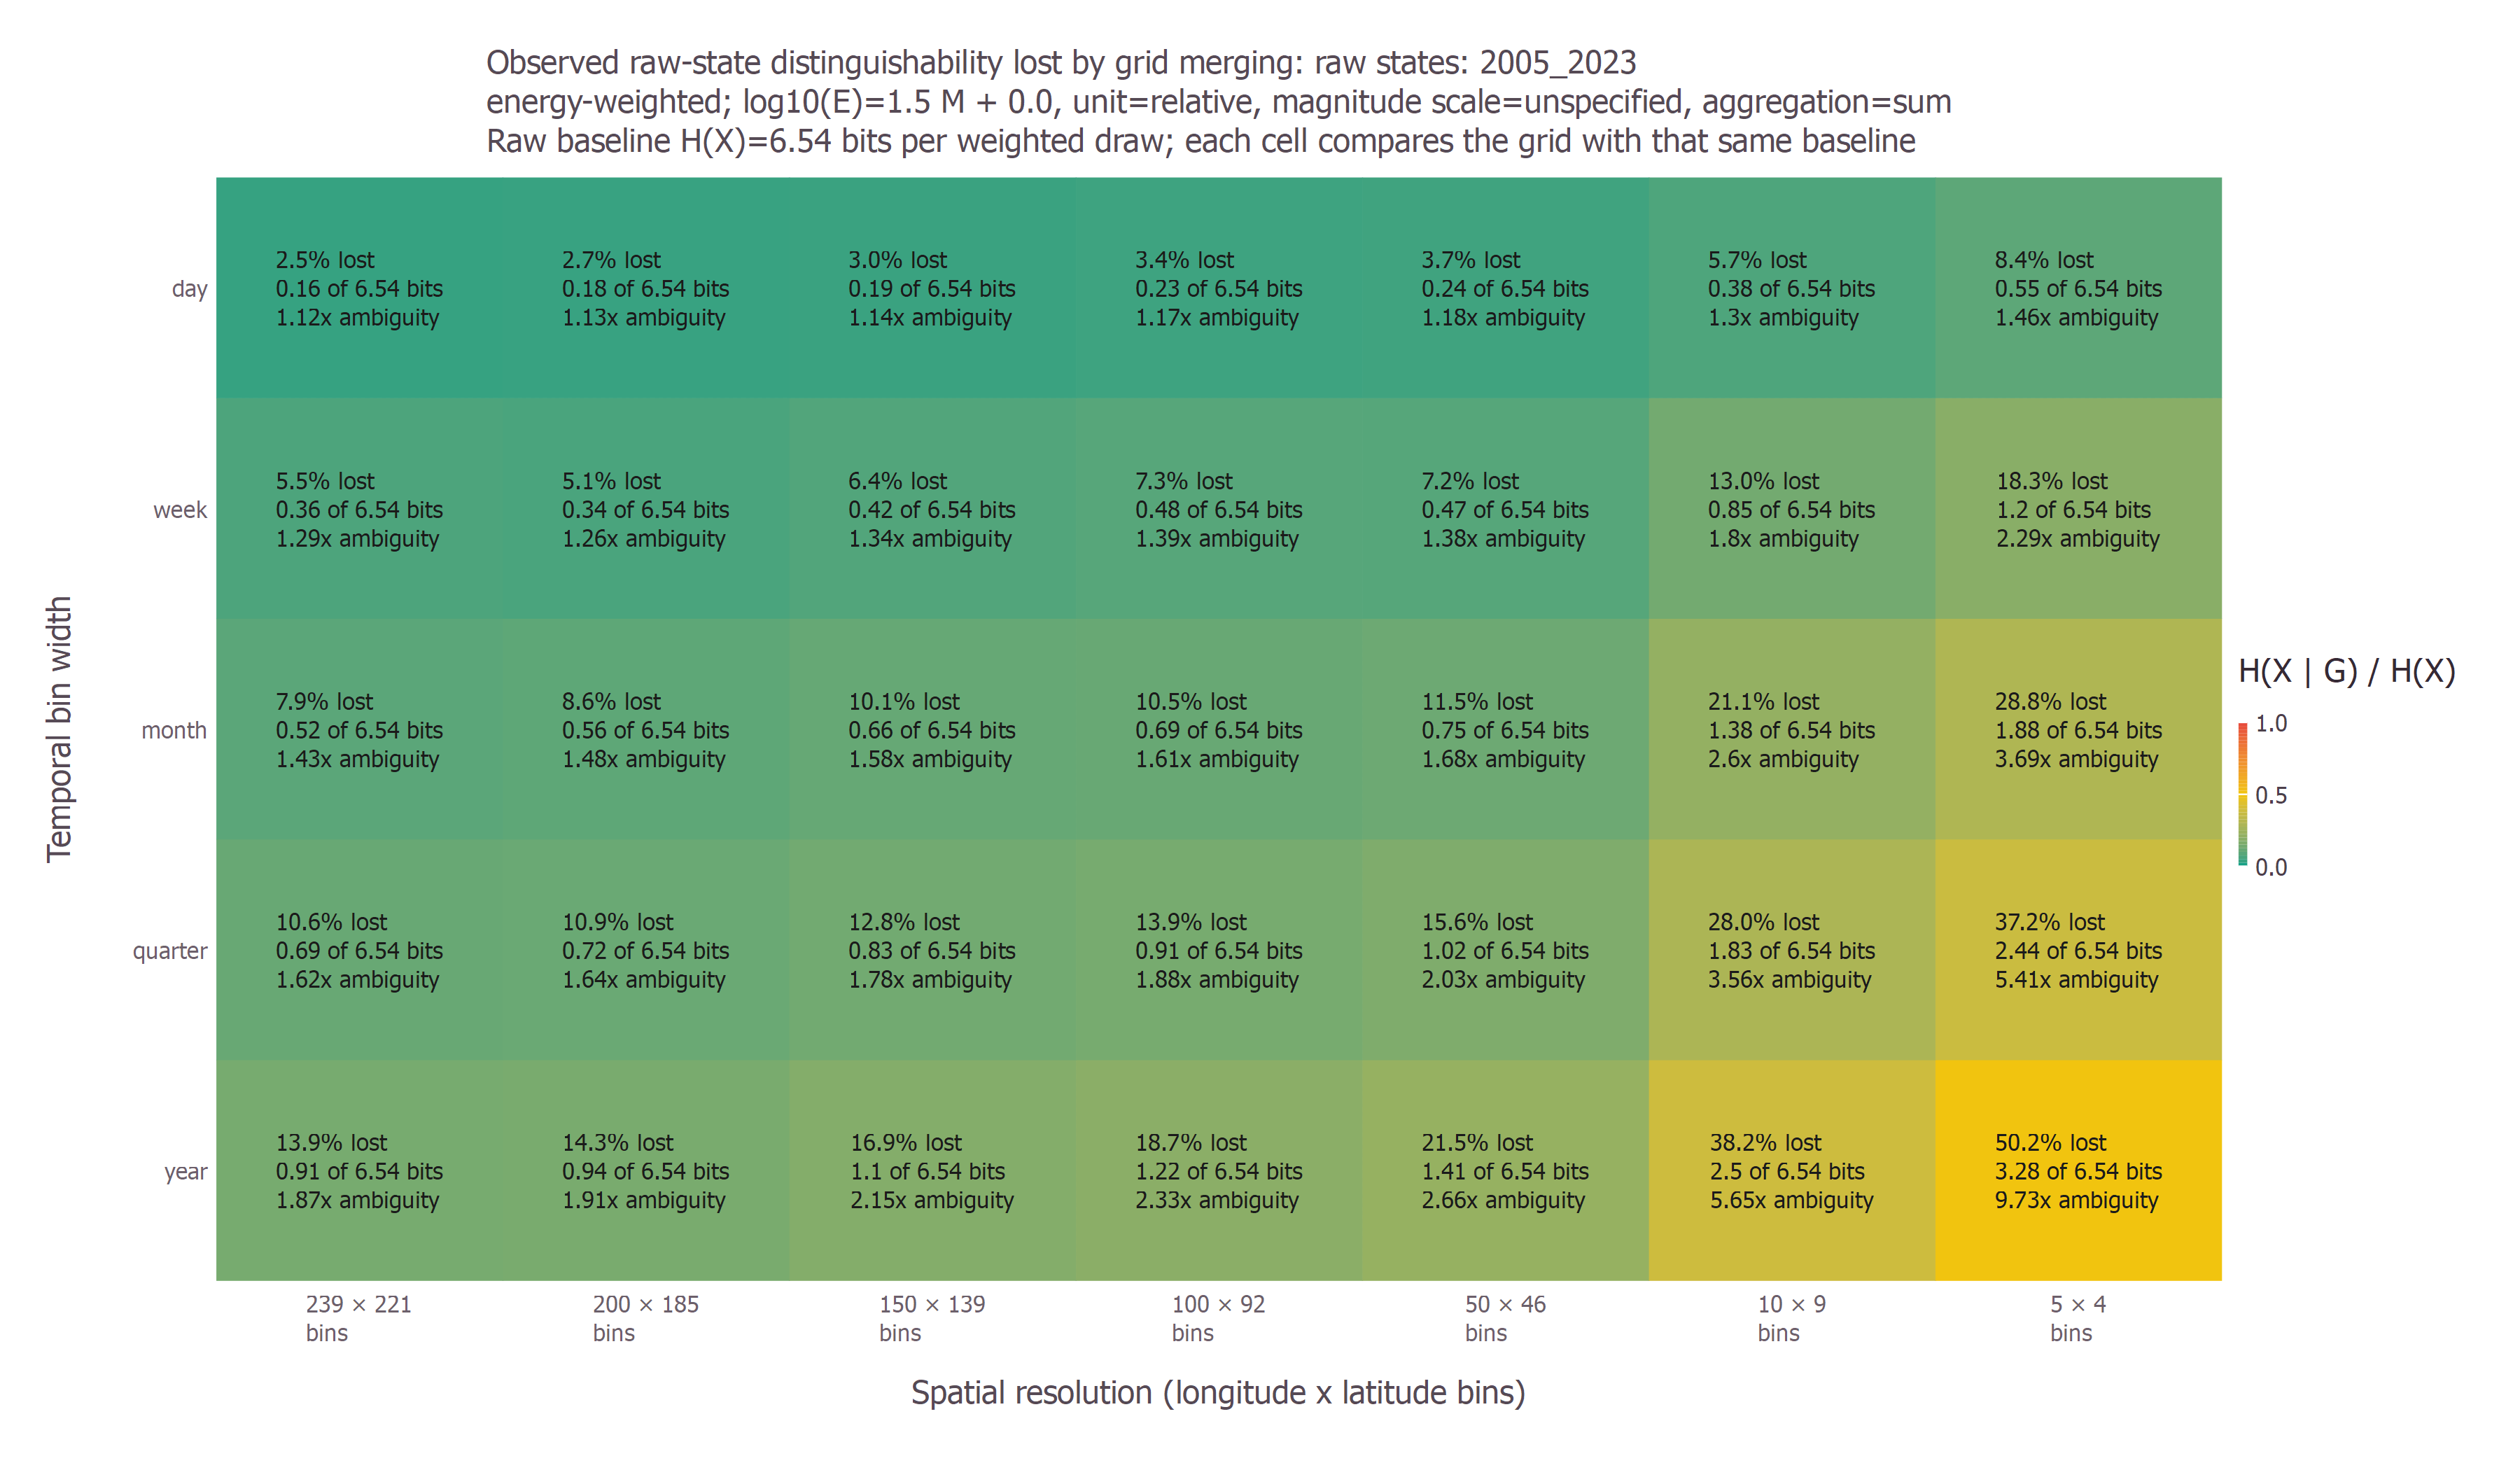 Observed raw-state distinguishability lost by grid merging: raw states: 2005_2023
energy-weighted; log10(E)=1.5 M + 0.0, unit=relative, magnitude scale=unspecified, aggregation=sum
Raw baseline H(X)=6.54 bits per weighted draw; each cell compares the grid with that same baseline
Temporal bin width
day
2.5% lost
0.16 of 6.54 bits
1.12x ambiguity
2.7% lost
0.18 of 6.54 bits
1.13x ambiguity
3.0% lost
0.19 of 6.54 bits
1.14x ambiguity
3.4% lost
0.23 of 6.54 bits
1.17x ambiguity
3.7% lost
0.24 of 6.54 bits
1.18x ambiguity
5.7% lost
0.38 of 6.54 bits
1.3x ambiguity
8.4% lost
0.55 of 6.54 bits
1.46x ambiguity
week
5.5% lost
0.36 of 6.54 bits
1.29x ambiguity
5.1% lost
0.34 of 6.54 bits
1.26x ambiguity
6.4% lost
0.42 of 6.54 bits
1.34x ambiguity
7.3% lost
0.48 of 6.54 bits
1.39x ambiguity
7.2% lost
0.47 of 6.54 bits
1.38x ambiguity
13.0% lost
0.85 of 6.54 bits
1.8x ambiguity
18.3% lost
1.2 of 6.54 bits
2.29x ambiguity
month
7.9% lost
0.52 of 6.54 bits
1.43x ambiguity
8.6% lost
0.56 of 6.54 bits
1.48x ambiguity
10.1% lost
0.66 of 6.54 bits
1.58x ambiguity
10.5% lost
0.69 of 6.54 bits
1.61x ambiguity
11.5% lost
0.75 of 6.54 bits
1.68x ambiguity
21.1% lost
1.38 of 6.54 bits
2.6x ambiguity
28.8% lost
1.88 of 6.54 bits
3.69x ambiguity
quarter
10.6% lost
0.69 of 6.54 bits
1.62x ambiguity
10.9% lost
0.72 of 6.54 bits
1.64x ambiguity
12.8% lost
0.83 of 6.54 bits
1.78x ambiguity
13.9% lost
0.91 of 6.54 bits
1.88x ambiguity
15.6% lost
1.02 of 6.54 bits
2.03x ambiguity
28.0% lost
1.83 of 6.54 bits
3.56x ambiguity
37.2% lost
2.44 of 6.54 bits
5.41x ambiguity
year
13.9% lost
0.91 of 6.54 bits
1.87x ambiguity
14.3% lost
0.94 of 6.54 bits
1.91x ambiguity
16.9% lost
1.1 of 6.54 bits
2.15x ambiguity
18.7% lost
1.22 of 6.54 bits
2.33x ambiguity
21.5% lost
1.41 of 6.54 bits
2.66x ambiguity
38.2% lost
2.5 of 6.54 bits
5.65x ambiguity
50.2% lost
3.28 of 6.54 bits
9.73x ambiguity
239 × 221
bins
200 × 185
bins
150 × 139
bins
100 × 92
bins
50 × 46
bins
10 × 9
bins
5 × 4
bins
Spatial resolution (longitude x latitude bins)
H(X | G) / H(X)
1.0
0.5
0.0